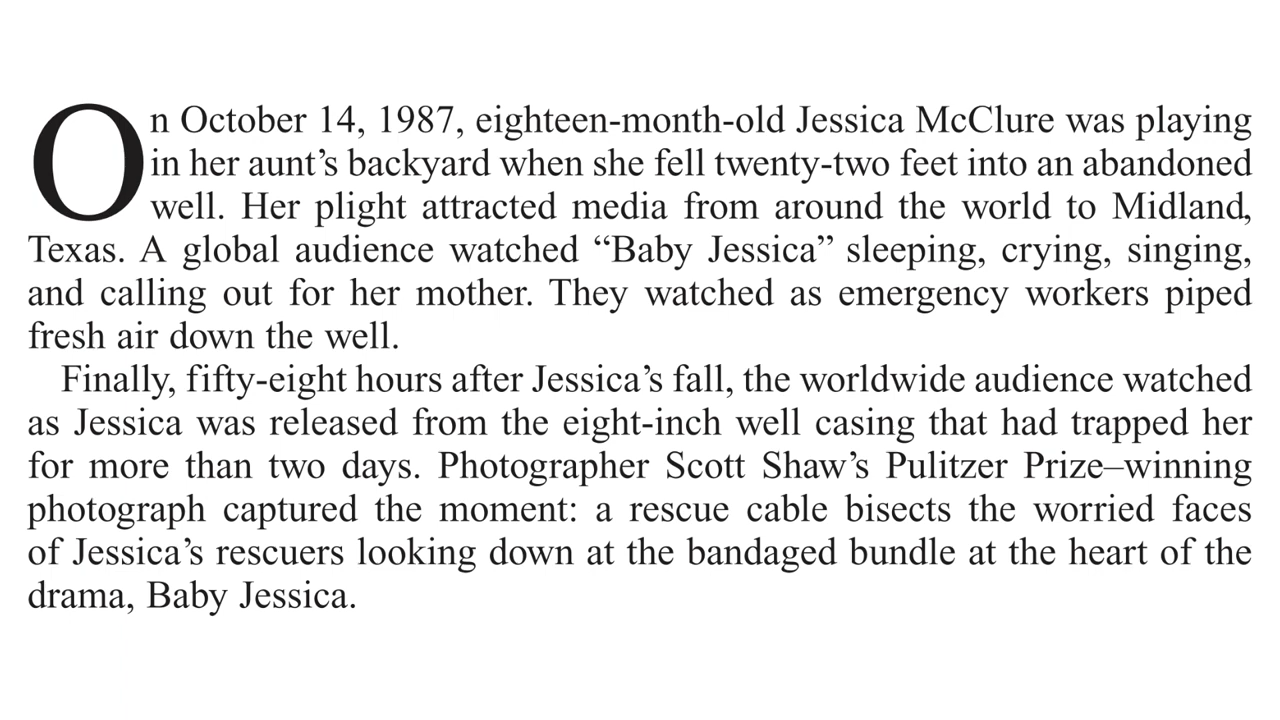 On October 14, 1987, eighteen-month-old Jessica McClure was playing
in her aunt’s backyard when she fell twenty-two feet into an abandoned
well. Her plight attracted media from around the world to Midland,
Texas. A global audience watched “Baby Jessica” sleeping, crying, singing,
and calling out for her mother. They watched as emergency workers piped
fresh air down the well.
Finally, fifty-eight hours after Jessica’s fall, the worldwide audience watched
as Jessica was released from the eight-inch well casing that had trapped her
for more than two days. Photographer Scott Shaw’s Pulitzer Prize–winning
photograph captured the moment: a rescue cable bisects the worried faces
of Jessica’s rescuers looking down at the bandaged bundle at the heart of the
drama, Baby Jessica.